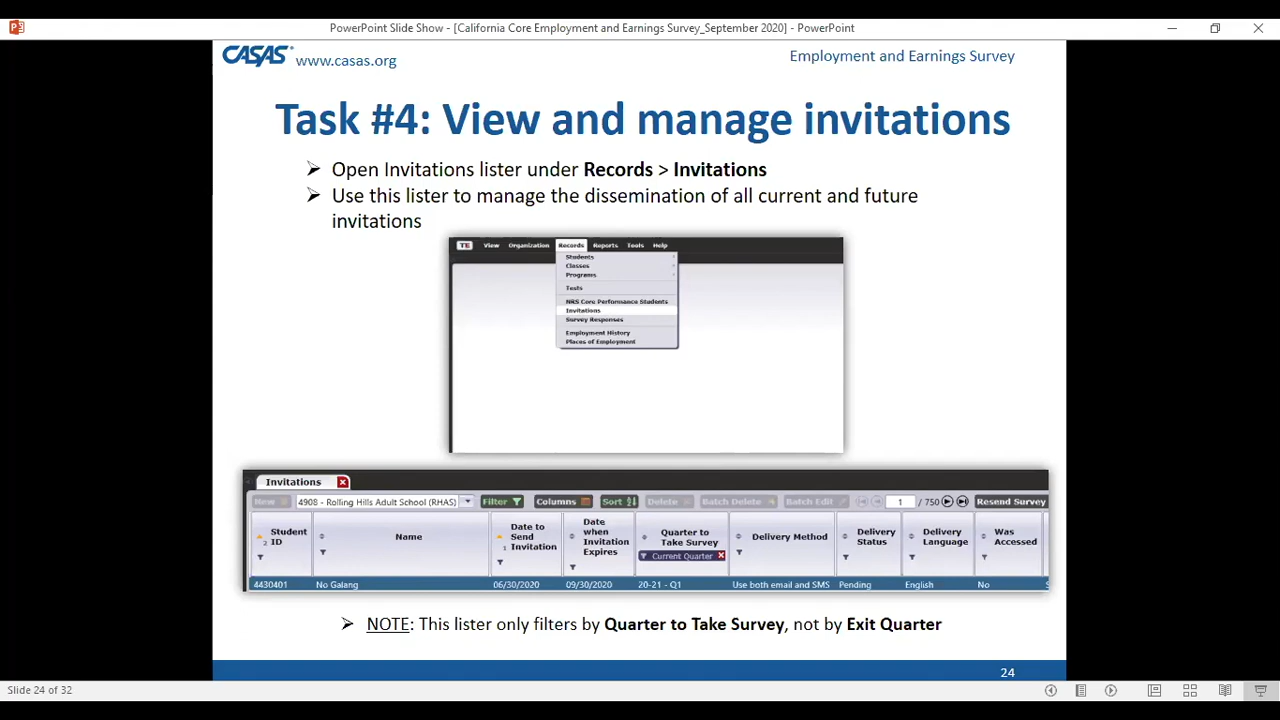 PowerPoint Slide Show - [California Core Employment and Earnings Survey_September 2020] - PowerPoint
CASAS www.casas.org
Employment and Earnings Survey
Task #4: View and manage invitations
Open Invitations lister under Records > Invitations
Use this lister to manage the dissemination of all current and future
invitations
TE View Organization Records Reports Tools Help
Students
Classes
Programs
Tests
NRS Core Performance Students
Invitations
Survey Responses
Employment History
Places of Employment
Invitations
New 4908 - Rolling Hills Adult School (RHAS) Filter Columns Sort Delete Batch Delete Batch Edit 1 / 750 Resend Survey
Student ID
2
Name
Date to Send Invitation
1
Date when Invitation Expires
Quarter to Take Survey
Current Quarter
Delivery Method
Delivery Status
Delivery Language
Was Accessed
4430401 No Galang 06/30/2020 09/30/2020 20-21 - Q1 Use both email and SMS Pending English No
NOTE: This lister only filters by Quarter to Take Survey, not by Exit Quarter
24
Slide 24 of 32